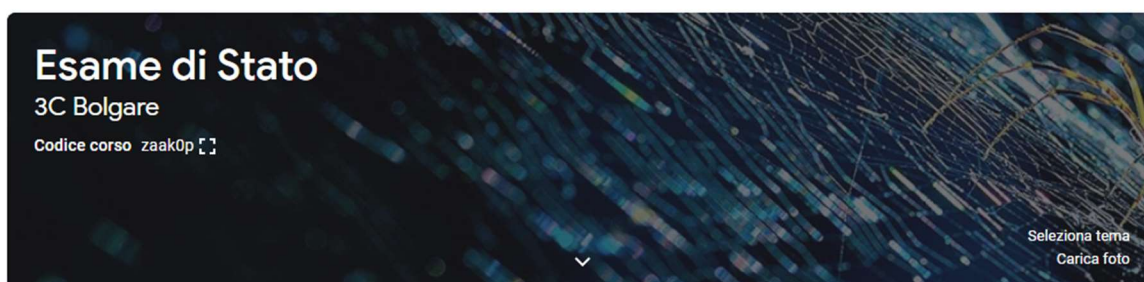 Esame di Stato
3C Bolgare
Codice corso zaak0p
Seleziona tema
Carica foto